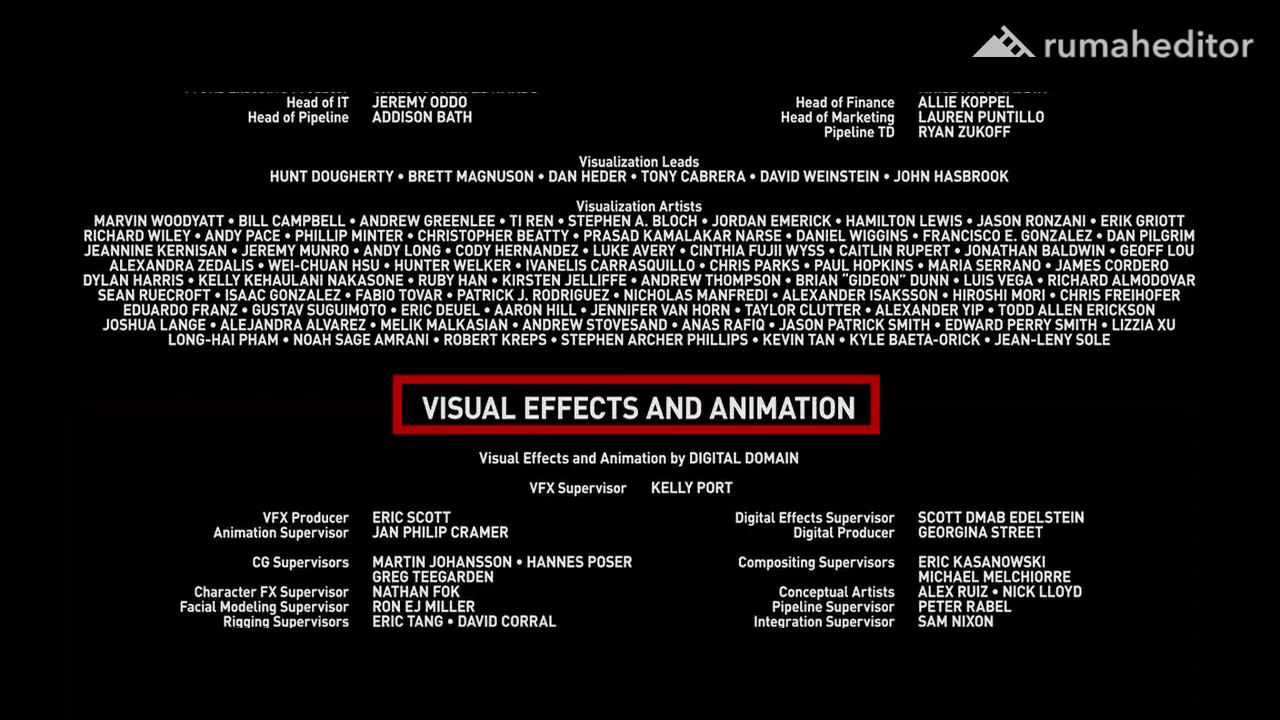 rumaheditor
Head of IT JEREMY ODDO Head of Finance ALLIE KOPPEL
Head of Pipeline ADDISON BATH Head of Marketing LAUREN PUNTILLO
Pipeline TD RYAN ZUKOFF
Visualization Leads
HUNT DOUGHERTY • BRETT MAGNUSON • DAN HEDER • TONY CABRERA • DAVID WEINSTEIN • JOHN HASBROOK
Visualization Artists
MARVIN WOODYATT • BILL CAMPBELL • ANDREW GREENLEE • TI REN • STEPHEN A. BLOCH • JORDAN EMERICK • HAMILTON LEWIS • JASON RONZANI • ERIK GRIOTT
RICHARD WILEY • ANDY PACE • PHILLIP MINTER • CHRISTOPHER BEATTY • PRASAD KAMALAKAR NARSE • DANIEL WIGGINS • FRANCISCO E. GONZALEZ • DAN PILGRIM
JEANNINE KERNISAN • JEREMY MUNRO • ANDY LONG • CODY HERNANDEZ • LUKE AVERY • CINTHIA FUJII WYSS • CAITLIN RUPERT • JONATHAN BALDWIN • GEOFF LOU
ALEXANDRA ZEDALIS • WEI-CHUAN HSU • HUNTER WELKER • IVANELIS CARRASQUILLO • CHRIS PARKS • PAUL HOPKINS • MARIA SERRANO • JAMES CORDERO
DYLAN HARRIS • KELLY KEHAULANI NAKASONE • RUBY HAN • KIRSTEN JELLIFFE • ANDREW THOMPSON • BRIAN "GIDEON" DUNN • LUIS VEGA • RICHARD ALMODOVAR
SEAN RUECROFT • ISAAC GONZALEZ • FABIO TOVAR • PATRICK J. RODRIGUEZ • NICHOLAS MANFREDI • ALEXANDER ISAKSSON • HIROSHI MORI • CHRIS FREIHOFER
EDUARDO FRANZ • GUSTAV SUGUIMOTO • ERIC DEUEL • AARON HILL • JENNIFER VAN HORN • TAYLOR CLUTTER • ALEXANDER YIP • TODD ALLEN ERICKSON
JOSHUA LANGE • ALEJANDRA ALVAREZ • MELIK MALKASIAN • ANDREW STOVESAND • ANAS RAFIQ • JASON PATRICK SMITH • EDWARD PERRY SMITH • LIZZIA XU
LONG-HAI PHAM • NOAH SAGE AMRANI • ROBERT KREPS • STEPHEN ARCHER PHILLIPS • KEVIN TAN • KYLE BAETA-ORICK • JEAN-LENY SOLE
VISUAL EFFECTS AND ANIMATION
Visual Effects and Animation by DIGITAL DOMAIN
VFX Supervisor KELLY PORT
VFX Producer ERIC SCOTT Digital Effects Supervisor SCOTT DMAB EDELSTEIN
Animation Supervisor JAN PHILIP CRAMER Digital Producer GEORGINA STREET
CG Supervisors MARTIN JOHANSSON • HANNES POSER Compositing Supervisors ERIC KASANOWSKI
GREG TEEGARDEN MICHAEL MELCHIORRE
Character FX Supervisor NATHAN FOK Conceptual Artists ALEX RUIZ • NICK LLOYD
Facial Modeling Supervisor RON EJ MILLER Pipeline Supervisor PETER RABEL
Rigging Supervisors ERIC TANG • DAVID CORRAL Integration Supervisor SAM NIXON